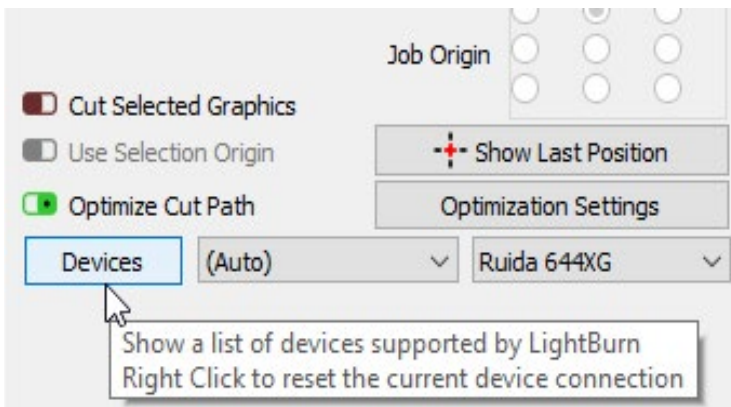 Job Origin
Cut Selected Graphics
Use Selection Origin
Show Last Position
Optimize Cut Path
Optimization Settings
Devices
(Auto)
Ruida 644XG
Show a list of devices supported by LightBurn
Right Click to reset the current device connection